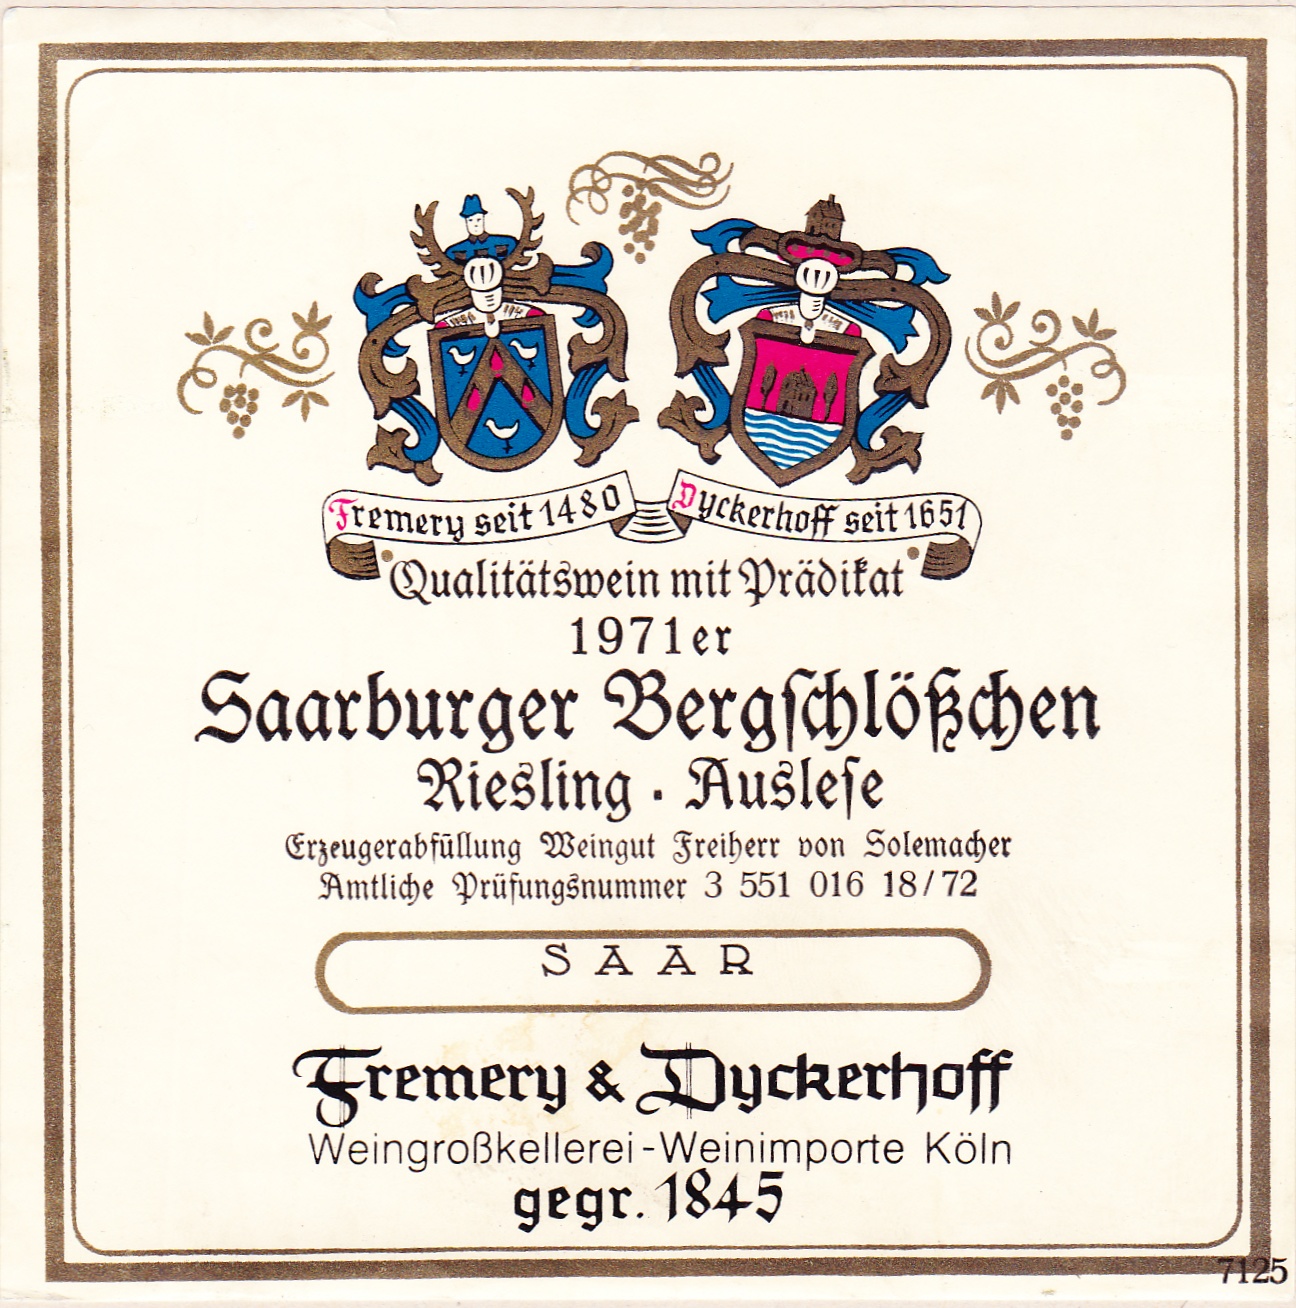 Fremery seit 1480 Dyckerhoff seit 1651
Qualitätswein mit Prädikat
1971er
Saarburger Bergſchlößchen
Riesling · Ausleſe
Erzeugerabfüllung Weingut Freiherr von Solemacher
Amtliche Prüfungsnummer 3 551 016 18/72
SAAR
Fremery & Dyckerhoff
Weingroßkellerei-Weinimporte Köln
gegr. 1845
7125